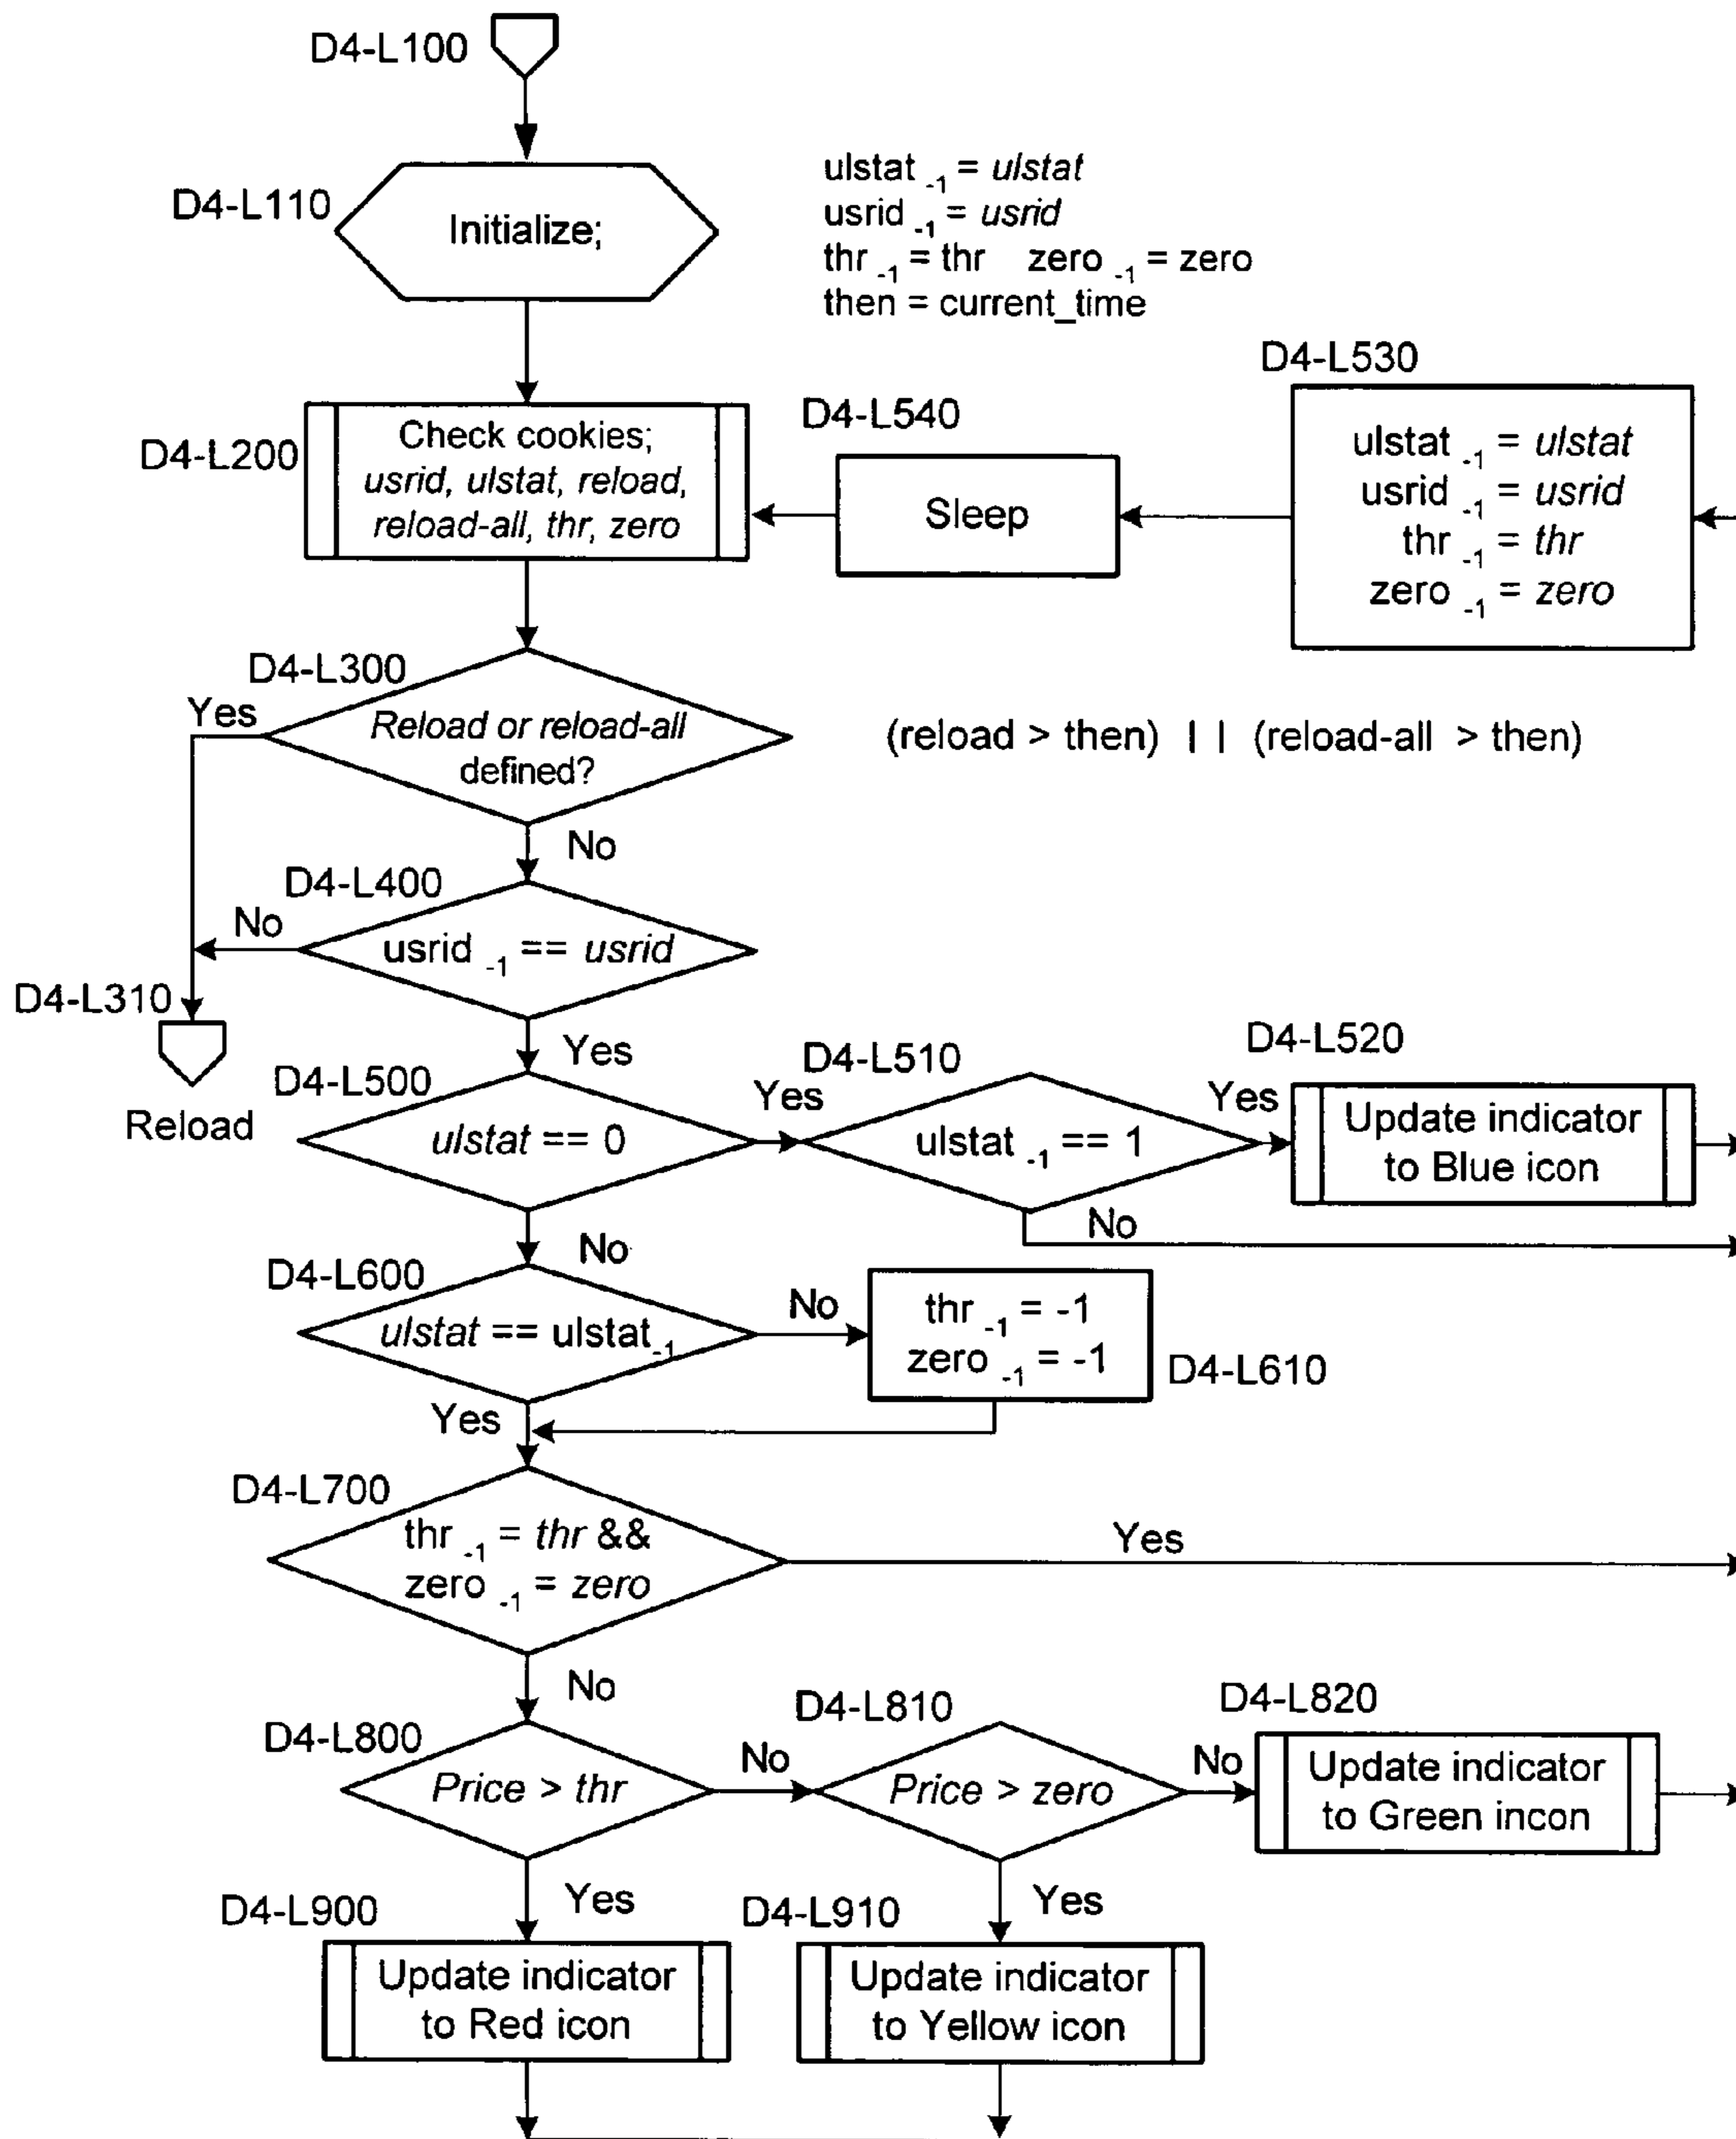 D4-L100
D4-L110
Initialize;
ulstat -1 = ulstat
usrid -1 = usrid
thr -1 = thr zero -1 = zero
then = current_time
D4-L530
ulstat -1 = ulstat
usrid -1 = usrid
thr -1 = thr
zero -1 = zero
D4-L540
Sleep
D4-L200
Check cookies;
usrid, ulstat, reload,
reload-all, thr, zero
D4-L300
Yes
Reload or reload-all
defined?
(reload > then) | | (reload-all > then)
No
D4-L400
No
usrid -1 == usrid
D4-L310
Reload
Yes
D4-L500
ulstat == 0
Yes
D4-L510
ulstat -1 == 1
Yes
D4-L520
Update indicator
to Blue icon
No
No
D4-L600
ulstat == ulstat-1
No
thr -1 = -1
zero -1 = -1
D4-L610
Yes
D4-L700
thr -1 = thr &&
zero -1 = zero
Yes
No
D4-L800
Price > thr
No
D4-L810
Price > zero
No
D4-L820
Update indicator
to Green incon
Yes
D4-L900
Update indicator
to Red icon
Yes
D4-L910
Update indicator
to Yellow icon